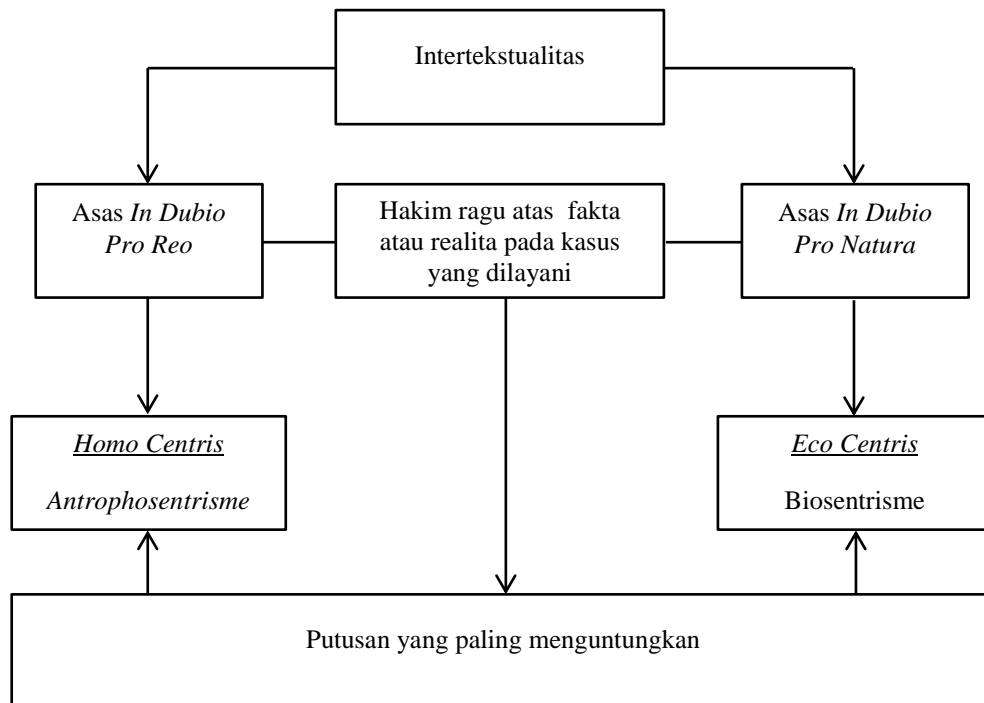 Intertekstualitas
Asas In Dubio
Pro Reo
Hakim ragu atas fakta
atau realita pada kasus
yang dilayani
Asas In Dubio
Pro Natura
Homo Centris
Antrophosentrisme
Eco Centris
Biosentrisme
Putusan yang paling menguntungkan